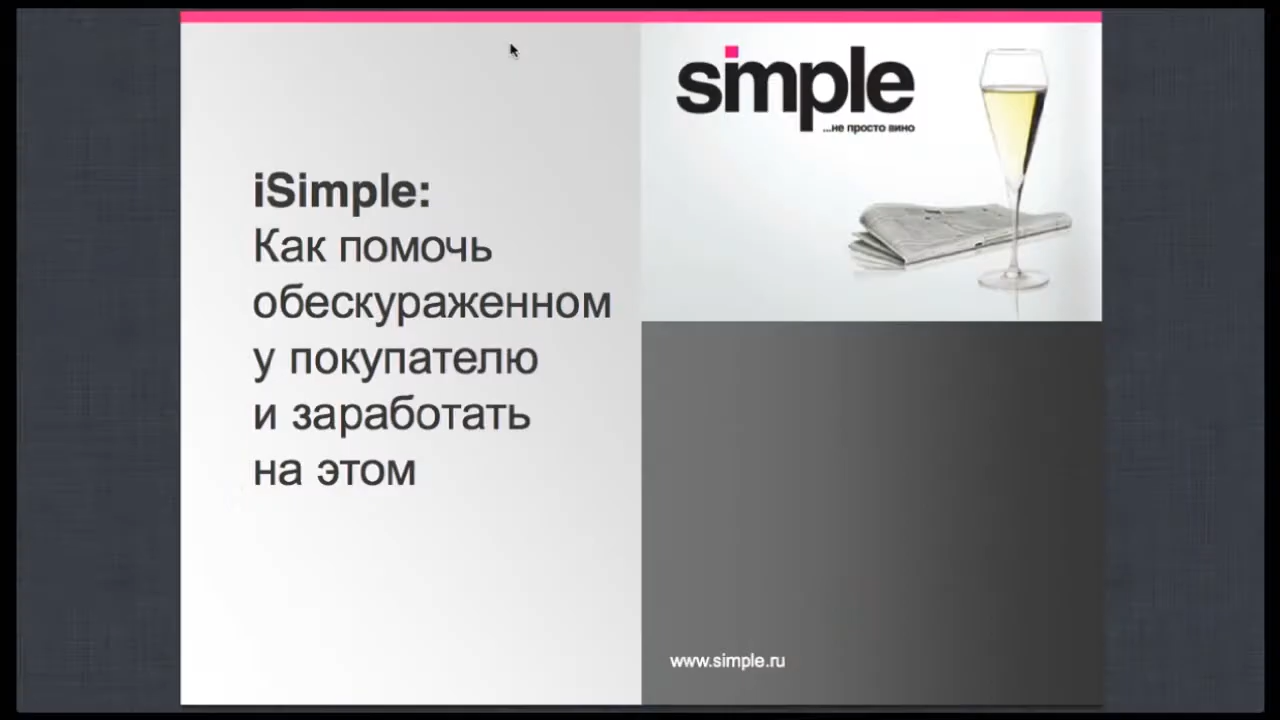 iSimple:
Как помочь
обескураженном
у покупателю
и заработать
на этом
simple
...не просто вино
www.simple.ru